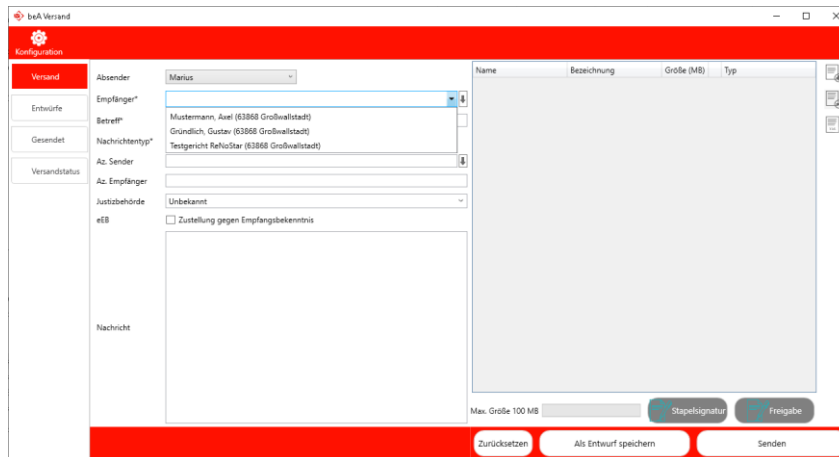 beA Versand
Konfiguration
Versand
Entwürfe
Gesendet
Versandstatus
Absender
Marius
Empfänger*
Mustermann, Axel (63868 Großwallstadt)
Gründlich, Gustav (63868 Großwallstadt)
Testgericht ReNoStar (63868 Großwallstadt)
Betreff*
Nachrichtentyp*
Az. Sender
Az. Empfänger
Justizbehörde
Unbekannt
eEB
Zustellung gegen Empfangsbekenntnis
Nachricht
Name Bezeichnung Größe (MB) Typ
Max. Größe 100 MB
Stapelsignatur
Freigabe
Zurücksetzen
Als Entwurf speichern
Senden